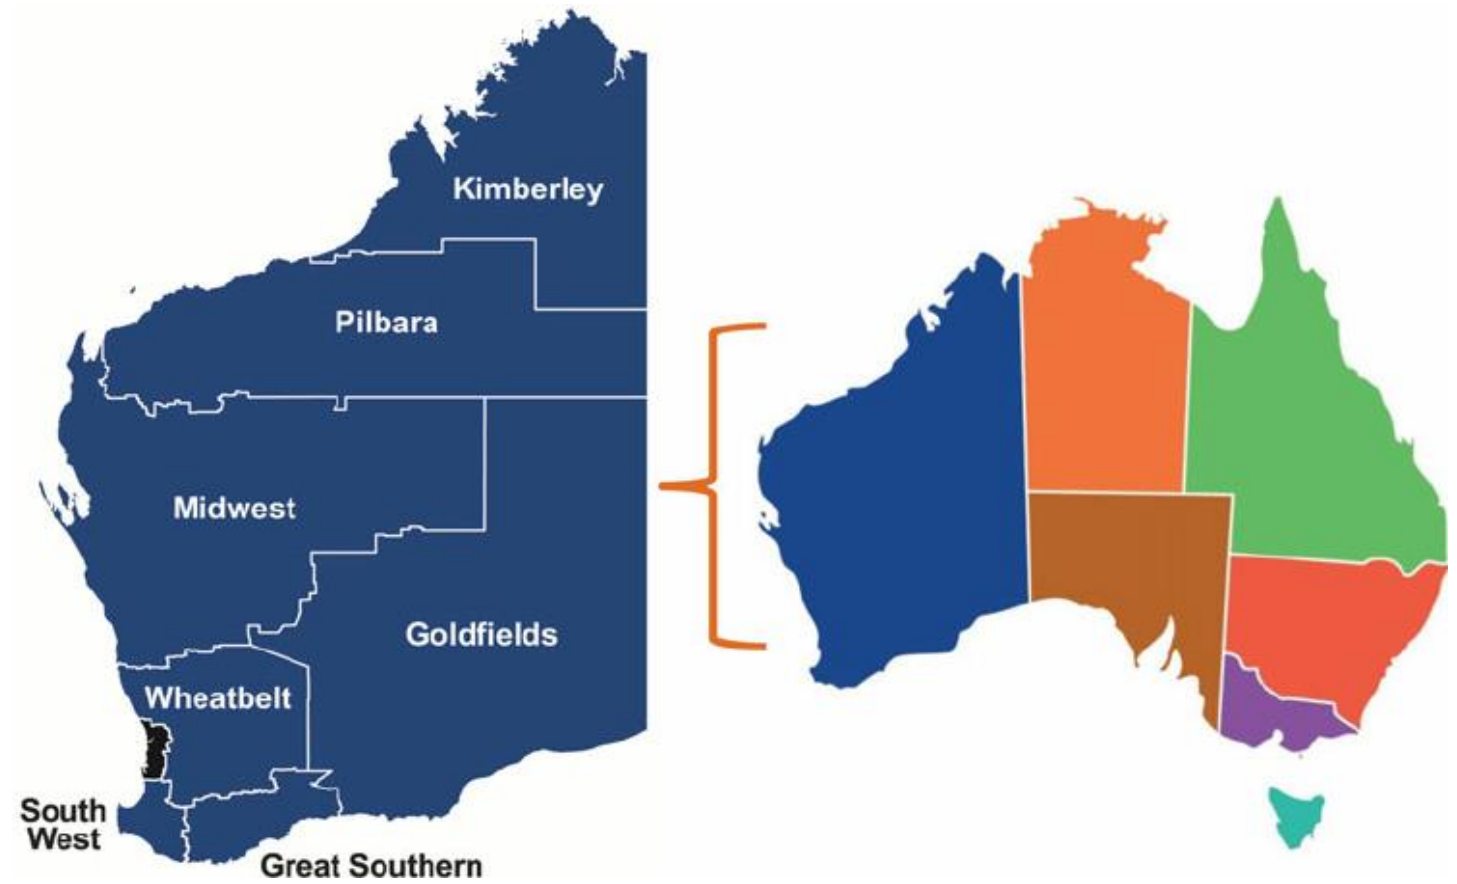 Kimberley
Pilbara
Midwest
Goldfields
Wheatbelt
South
West
Great Southern